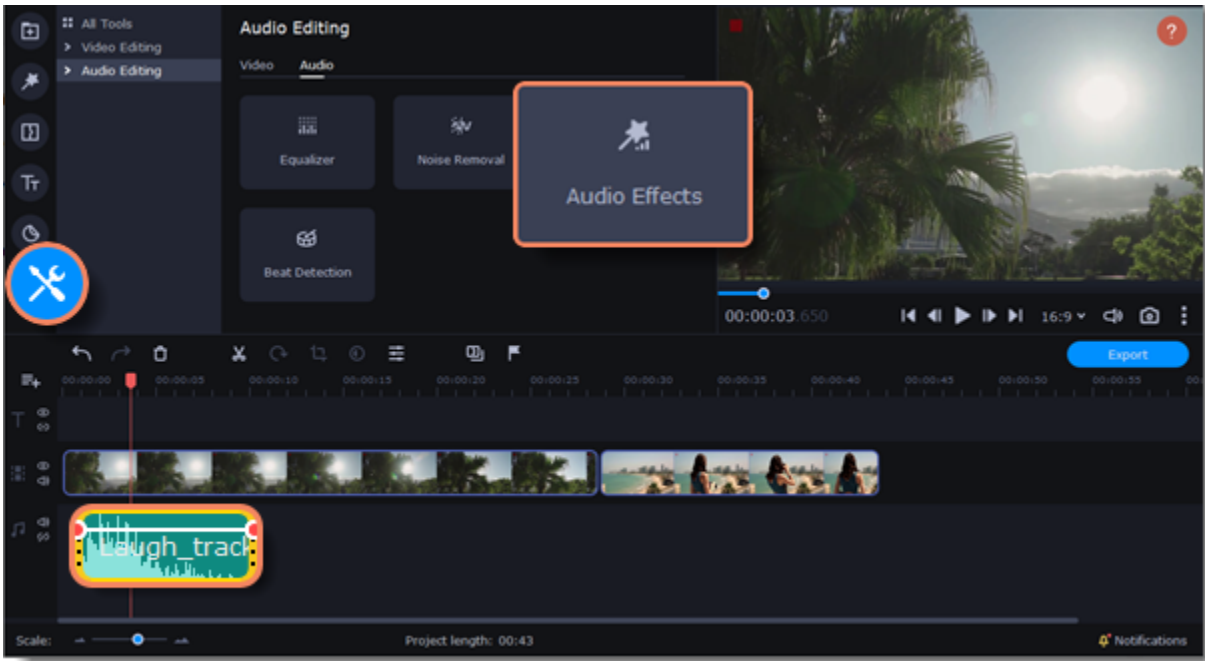 All Tools
Video Editing
Audio Editing
Audio Editing
Video Audio
Equalizer
Noise Removal
Audio Effects
Beat Detection
?
TT
00:00:03.650
16:9
Export
00:00:00 00:00:05 00:00:10 00:00:15 00:00:20 00:00:25 00:00:30 00:00:35 00:00:40 00:00:45 00:00:50 00:00:55 00:
T
Laugh_track
Scale:
Project length: 00:43
Notifications